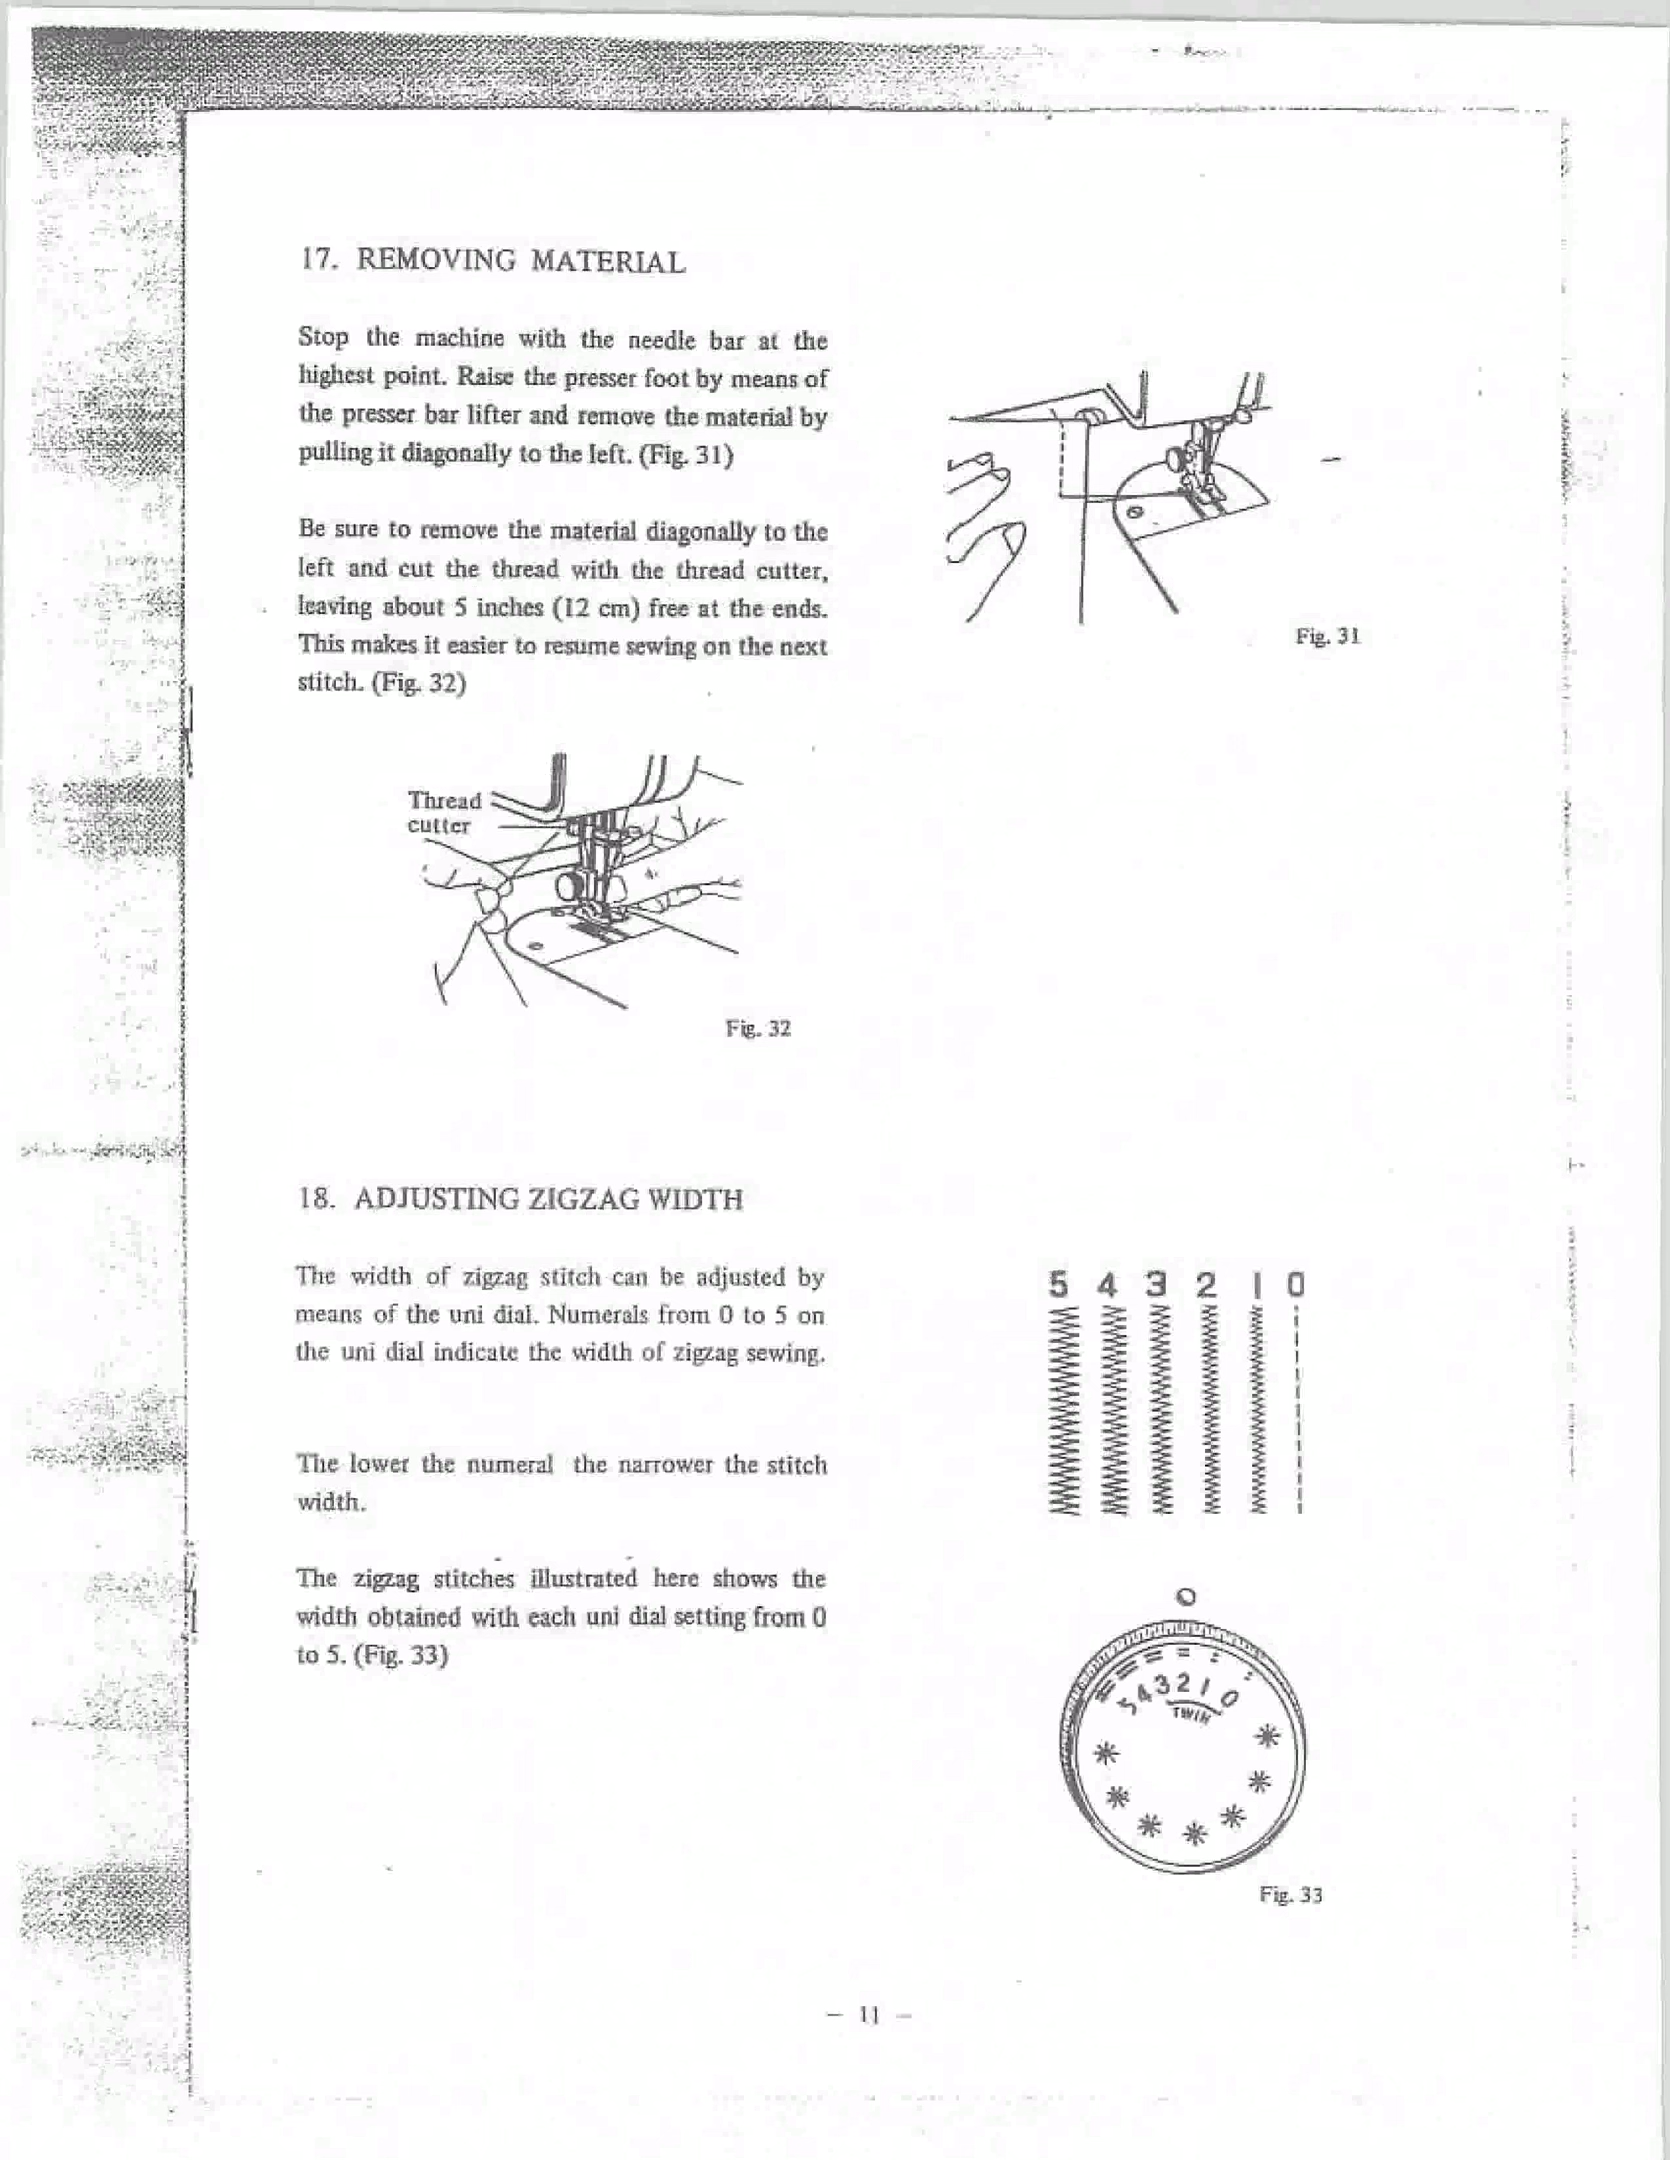 17. REMOVING MATERIAL
Stop the machine with the needle bar at the
highest point. Raise the presser foot by means of
the presser bar lifter and remove the material by
pulling it diagonally to the left. (Fig. 31)
Be sure to remove the material diagonally to the
left and cut the thread with the thread cutter,
leaving about 5 inches (12 cm) free at the ends.
This makes it easier to resume sewing on the next
stitch. (Fig. 32)
Fig. 31
Thread
cutter
Fig. 32
18. ADJUSTING ZIGZAG WIDTH
The width of zigzag stitch can be adjusted by
means of the uni dial. Numerals from 0 to 5 on
the uni dial indicate the width of zigzag sewing.
The lower the numeral the narrower the stitch
width.
The zigzag stitches illustrated here shows the
width obtained with each uni dial setting from 0
to 5. (Fig. 33)
5 4 3 2 1 0
5 4 3 2 1 0
TWIN
Fig. 33
– 11 –